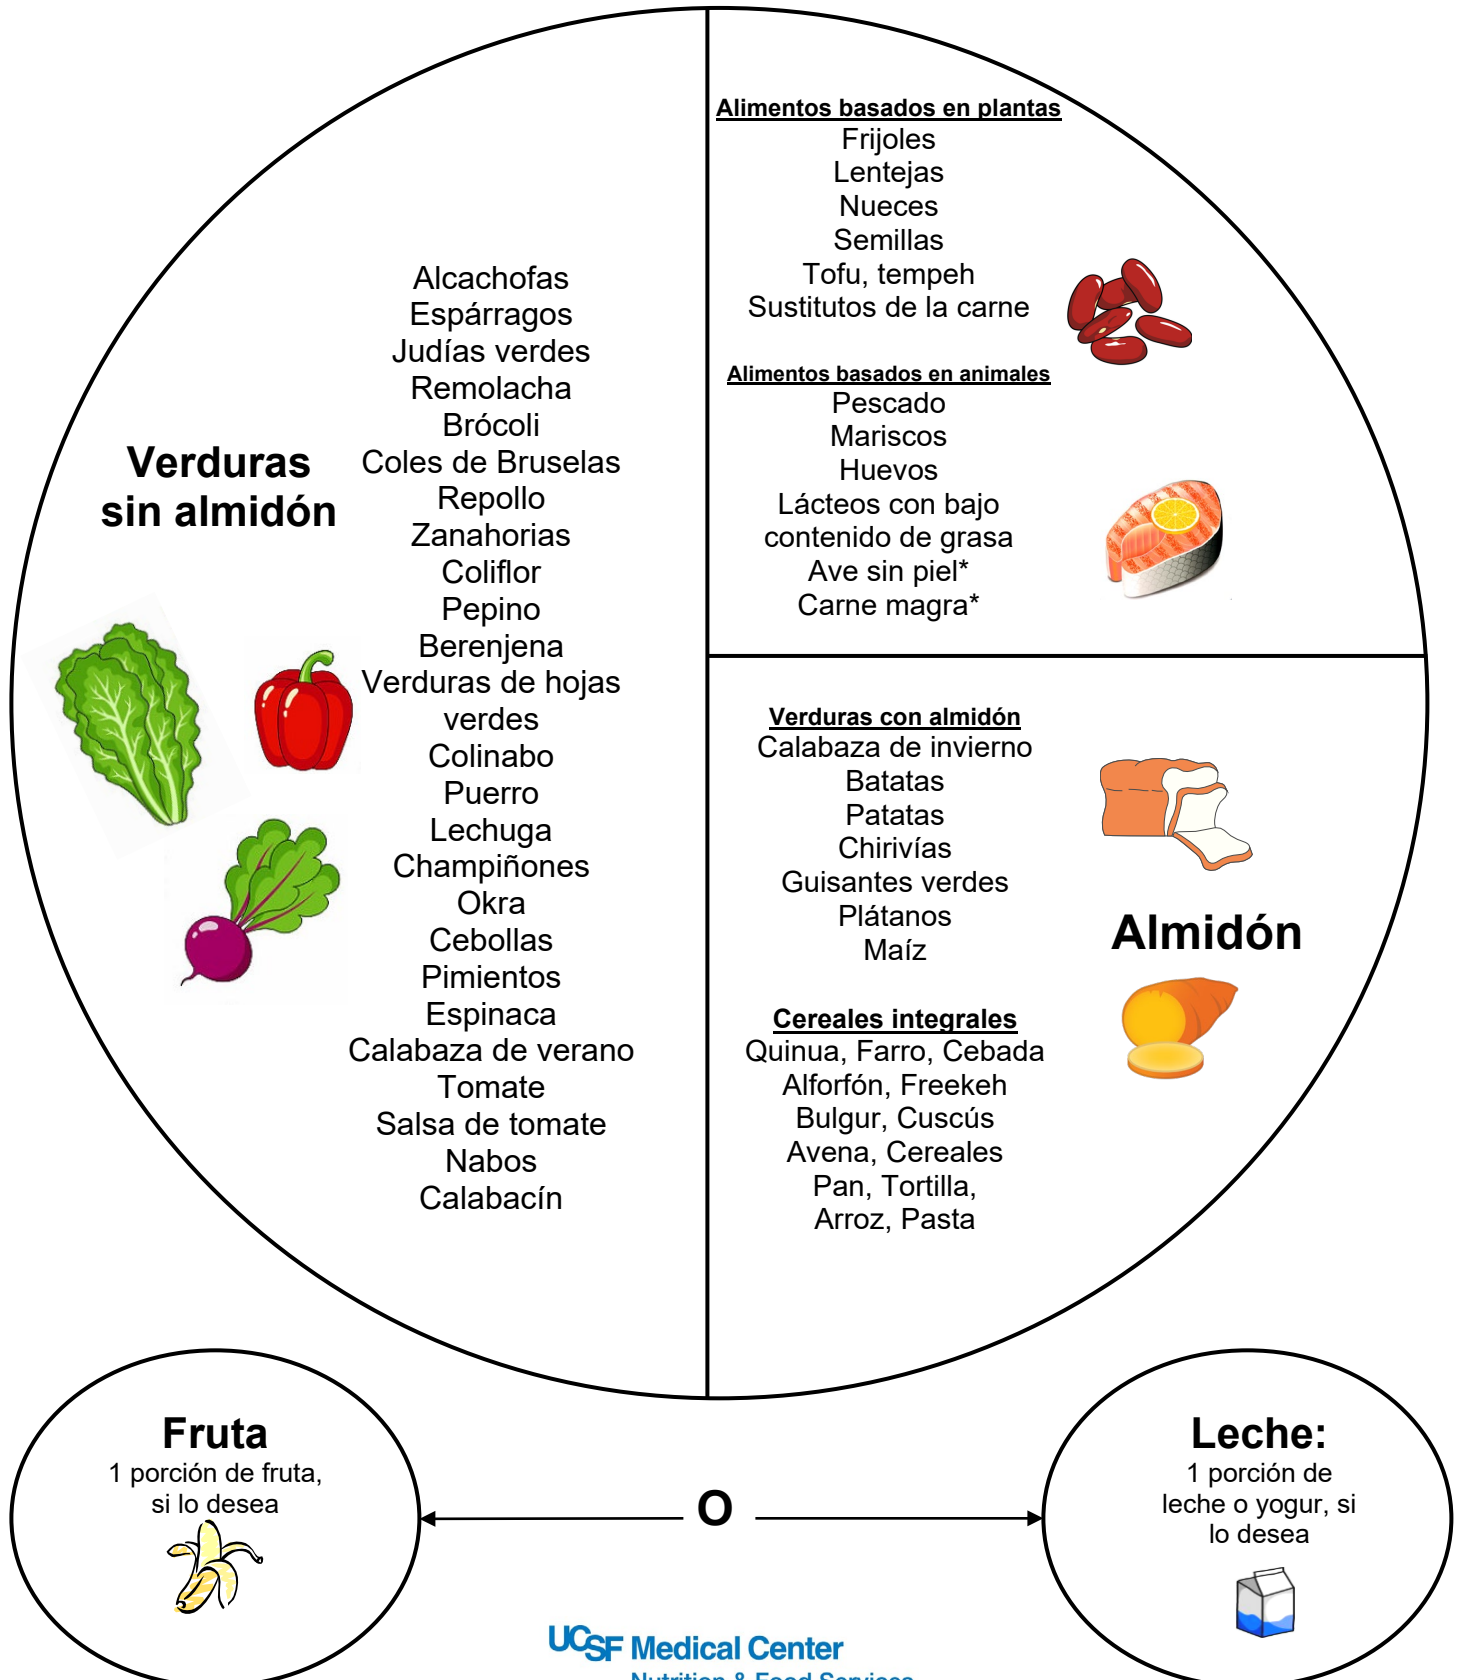 Verduras
sin almidón
Alcachofas
Espárragos
Judías verdes
Remolacha
Brócoli
Coles de Bruselas
Repollo
Zanahorias
Coliflor
Pepino
Berenjena
Verduras de hojas
verdes
Colinabo
Puerro
Lechuga
Champiñones
Okra
Cebollas
Pimientos
Espinaca
Calabaza de verano
Tomate
Salsa de tomate
Nabos
Calabacín
Alimentos basados en plantas
Frijoles
Lentejas
Nueces
Semillas
Tofu, tempeh
Sustitutos de la carne
Alimentos basados en animales
Pescado
Mariscos
Huevos
Lácteos con bajo
contenido de grasa
Ave sin piel*
Carne magra*
Verduras con almidón
Calabaza de invierno
Batatas
Patatas
Chirivías
Guisantes verdes
Plátanos
Maíz
Almidón
Cereales integrales
Quinua, Farro, Cebada
Alforfón, Freekeh
Bulgur, Cuscús
Avena, Cereales
Pan, Tortilla,
Arroz, Pasta
Fruta
1 porción de fruta,
si lo desea
O
Leche:
1 porción de
leche o yogur, si
lo desea
UCSF Medical Center
Nutrition & Food Services